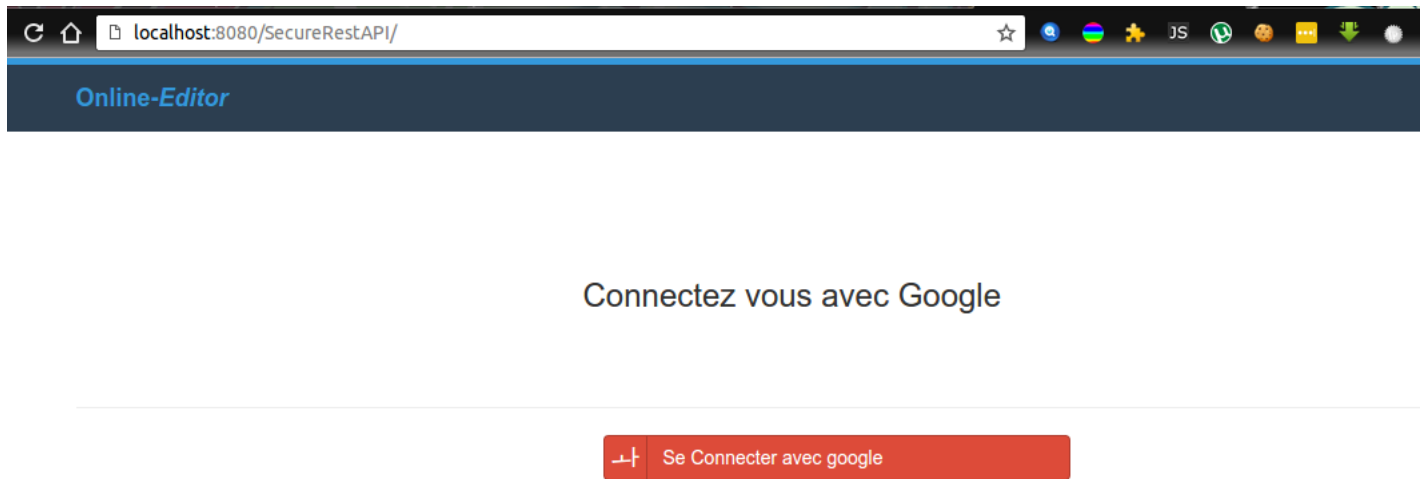 localhost:8080/SecureRestAPI/
JS
Online-Editor
Connectez vous avec Google
Se Connecter avec google